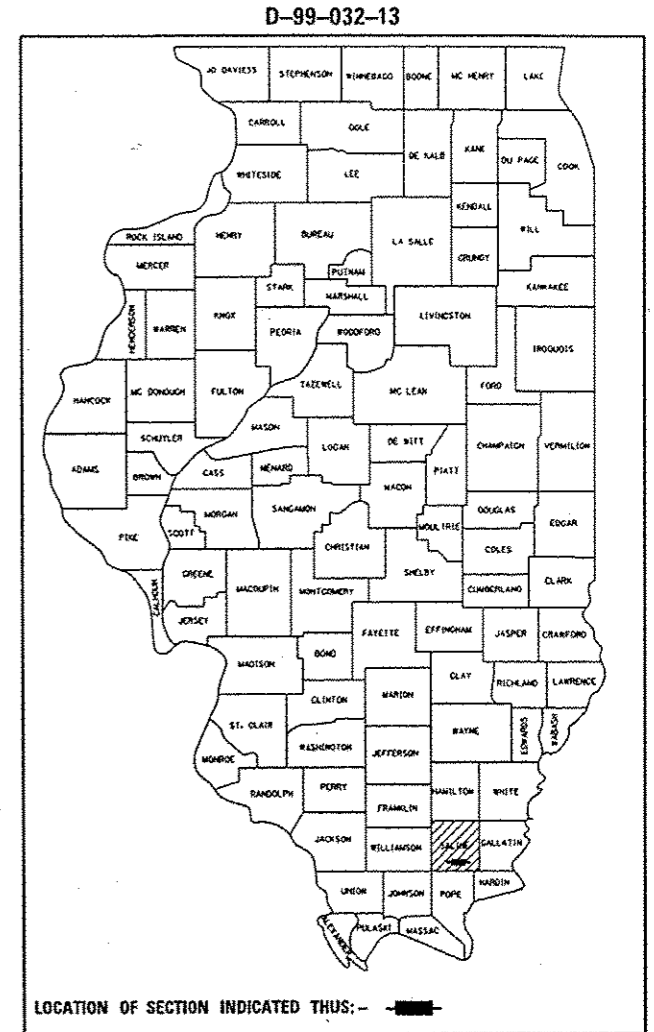 D-99-032-13
JO DAVIESS STEPHENSON WINNEBAGO BOONE MC HENRY LAKE
CARROLL OGLE DE KALB KANE DU PAGE COOK
WHITESIDE LEE KENDALL WILL
ROCK ISLAND HENRY BUREAU LA SALLE GRUNDY
MERCER PUTNAM KANKAKEE
HENDERSON WARREN KNOX STARK MARSHALL LIVINGSTON
PEORIA WOODFORD IROQUOIS
HANCOCK MC DONOUGH FULTON TAZEWELL MC LEAN FORD
SCHUYLER MASON LOGAN DE WITT CHAMPAIGN VERMILION
ADAMS BROWN CASS MENARD PIATT
MACON
PIKE SCOTT MORGAN SANGAMON MOULTRIE DOUGLAS EDGAR
CHRISTIAN COLES
CALHOUN GREENE MACOUPIN MONTGOMERY SHELBY CUMBERLAND CLARK
JERSEY FAYETTE EFFINGHAM JASPER CRAWFORD
MADISON BOND CLAY RICHLAND LAWRENCE
CLINTON MARION
ST. CLAIR WAYNE EDWARDS WABASH
MONROE WASHINGTON JEFFERSON
RANDOLPH PERRY HAMILTON WHITE
FRANKLIN
JACKSON WILLIAMSON SALINE GALLATIN
UNION JOHNSON POPE HARDIN
ALEXANDER PULASKI MASSAC
LOCATION OF SECTION INDICATED THUS:-